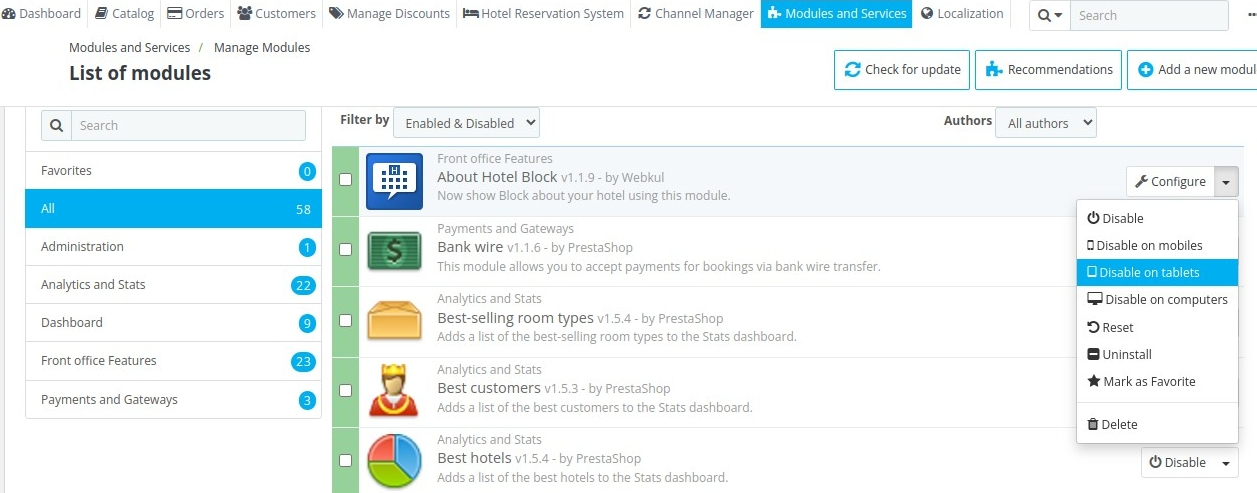 Dashboard Catalog Orders Customers Manage Discounts Hotel Reservation System Channel Manager Modules and Services Localization Search
Modules and Services / Manage Modules
List of modules
Check for update Recommendations Add a new modul
Search
Favorites 0
All 58
Administration 1
Analytics and Stats 22
Dashboard 9
Front office Features 23
Payments and Gateways 3
Filter by Enabled & Disabled Authors All authors
Front office Features
About Hotel Block v1.1.9 - by Webkul
Now show Block about your hotel using this module.
Configure
Payments and Gateways
Bank wire v1.1.6 - by PrestaShop
This module allows you to accept payments for bookings via bank wire transfer.
Analytics and Stats
Best-selling room types v1.5.4 - by PrestaShop
Adds a list of the best-selling room types to the Stats dashboard.
Analytics and Stats
Best customers v1.5.3 - by PrestaShop
Adds a list of the best customers to the Stats dashboard.
Analytics and Stats
Best hotels v1.5.4 - by PrestaShop
Adds a list of the best hotels to the Stats dashboard.
Disable
Disable on mobiles
Disable on tablets
Disable on computers
Reset
Uninstall
Mark as Favorite
Delete
Disable